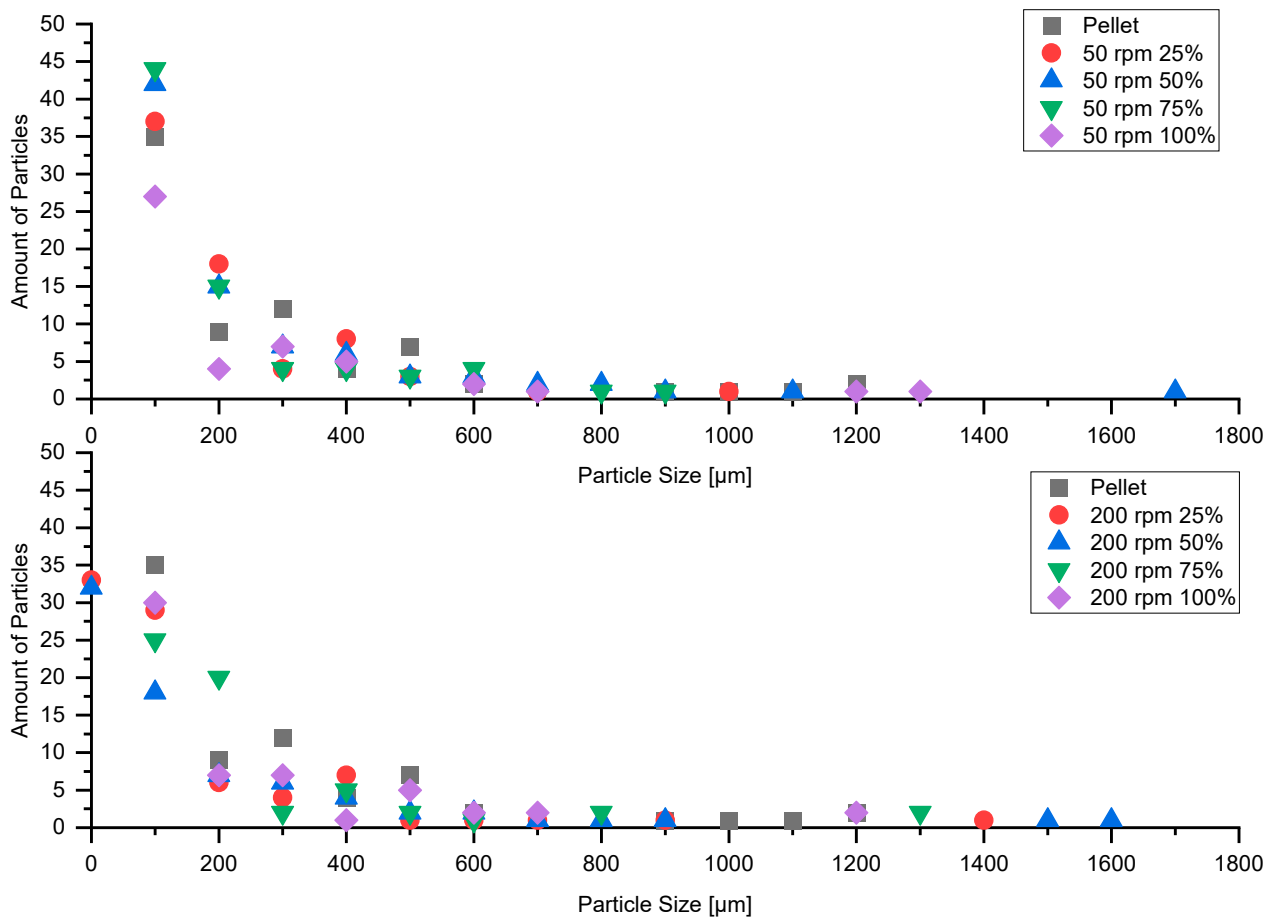 50
45
40
35
30
25
20
15
10
5
0
Amount of Particles
Pellet
50 rpm 25%
50 rpm 50%
50 rpm 75%
50 rpm 100%
0 200 400 600 800 1000 1200 1400 1600 1800
Particle Size [μm]
50
45
40
35
30
25
20
15
10
5
0
Amount of Particles
Pellet
200 rpm 25%
200 rpm 50%
200 rpm 75%
200 rpm 100%
0 200 400 600 800 1000 1200 1400 1600 1800
Particle Size [μm]